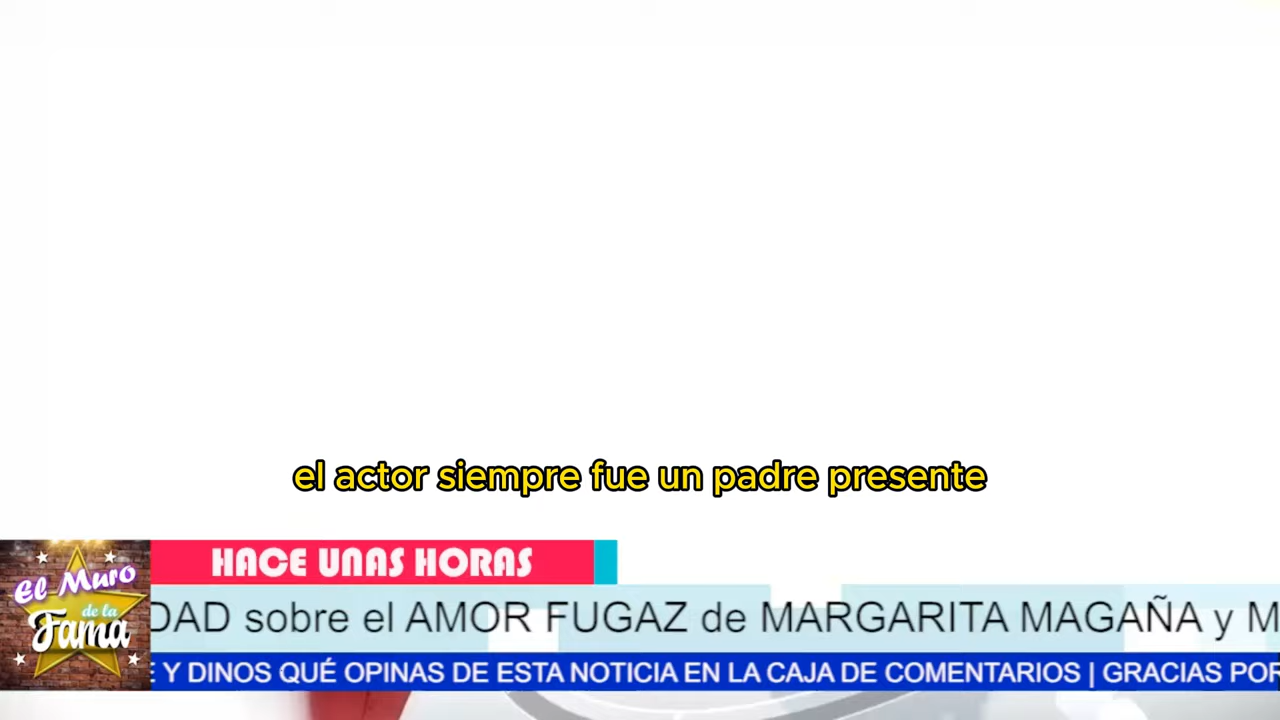 el actor siempre fue un padre presente
HACE UNAS HORAS
El Muro
de la
Fama
DAD sobre el AMOR FUGAZ de MARGARITA MAGAÑA y M
E Y DINOS QUÉ OPINAS DE ESTA NOTICIA EN LA CAJA DE COMENTARIOS | GRACIAS POR